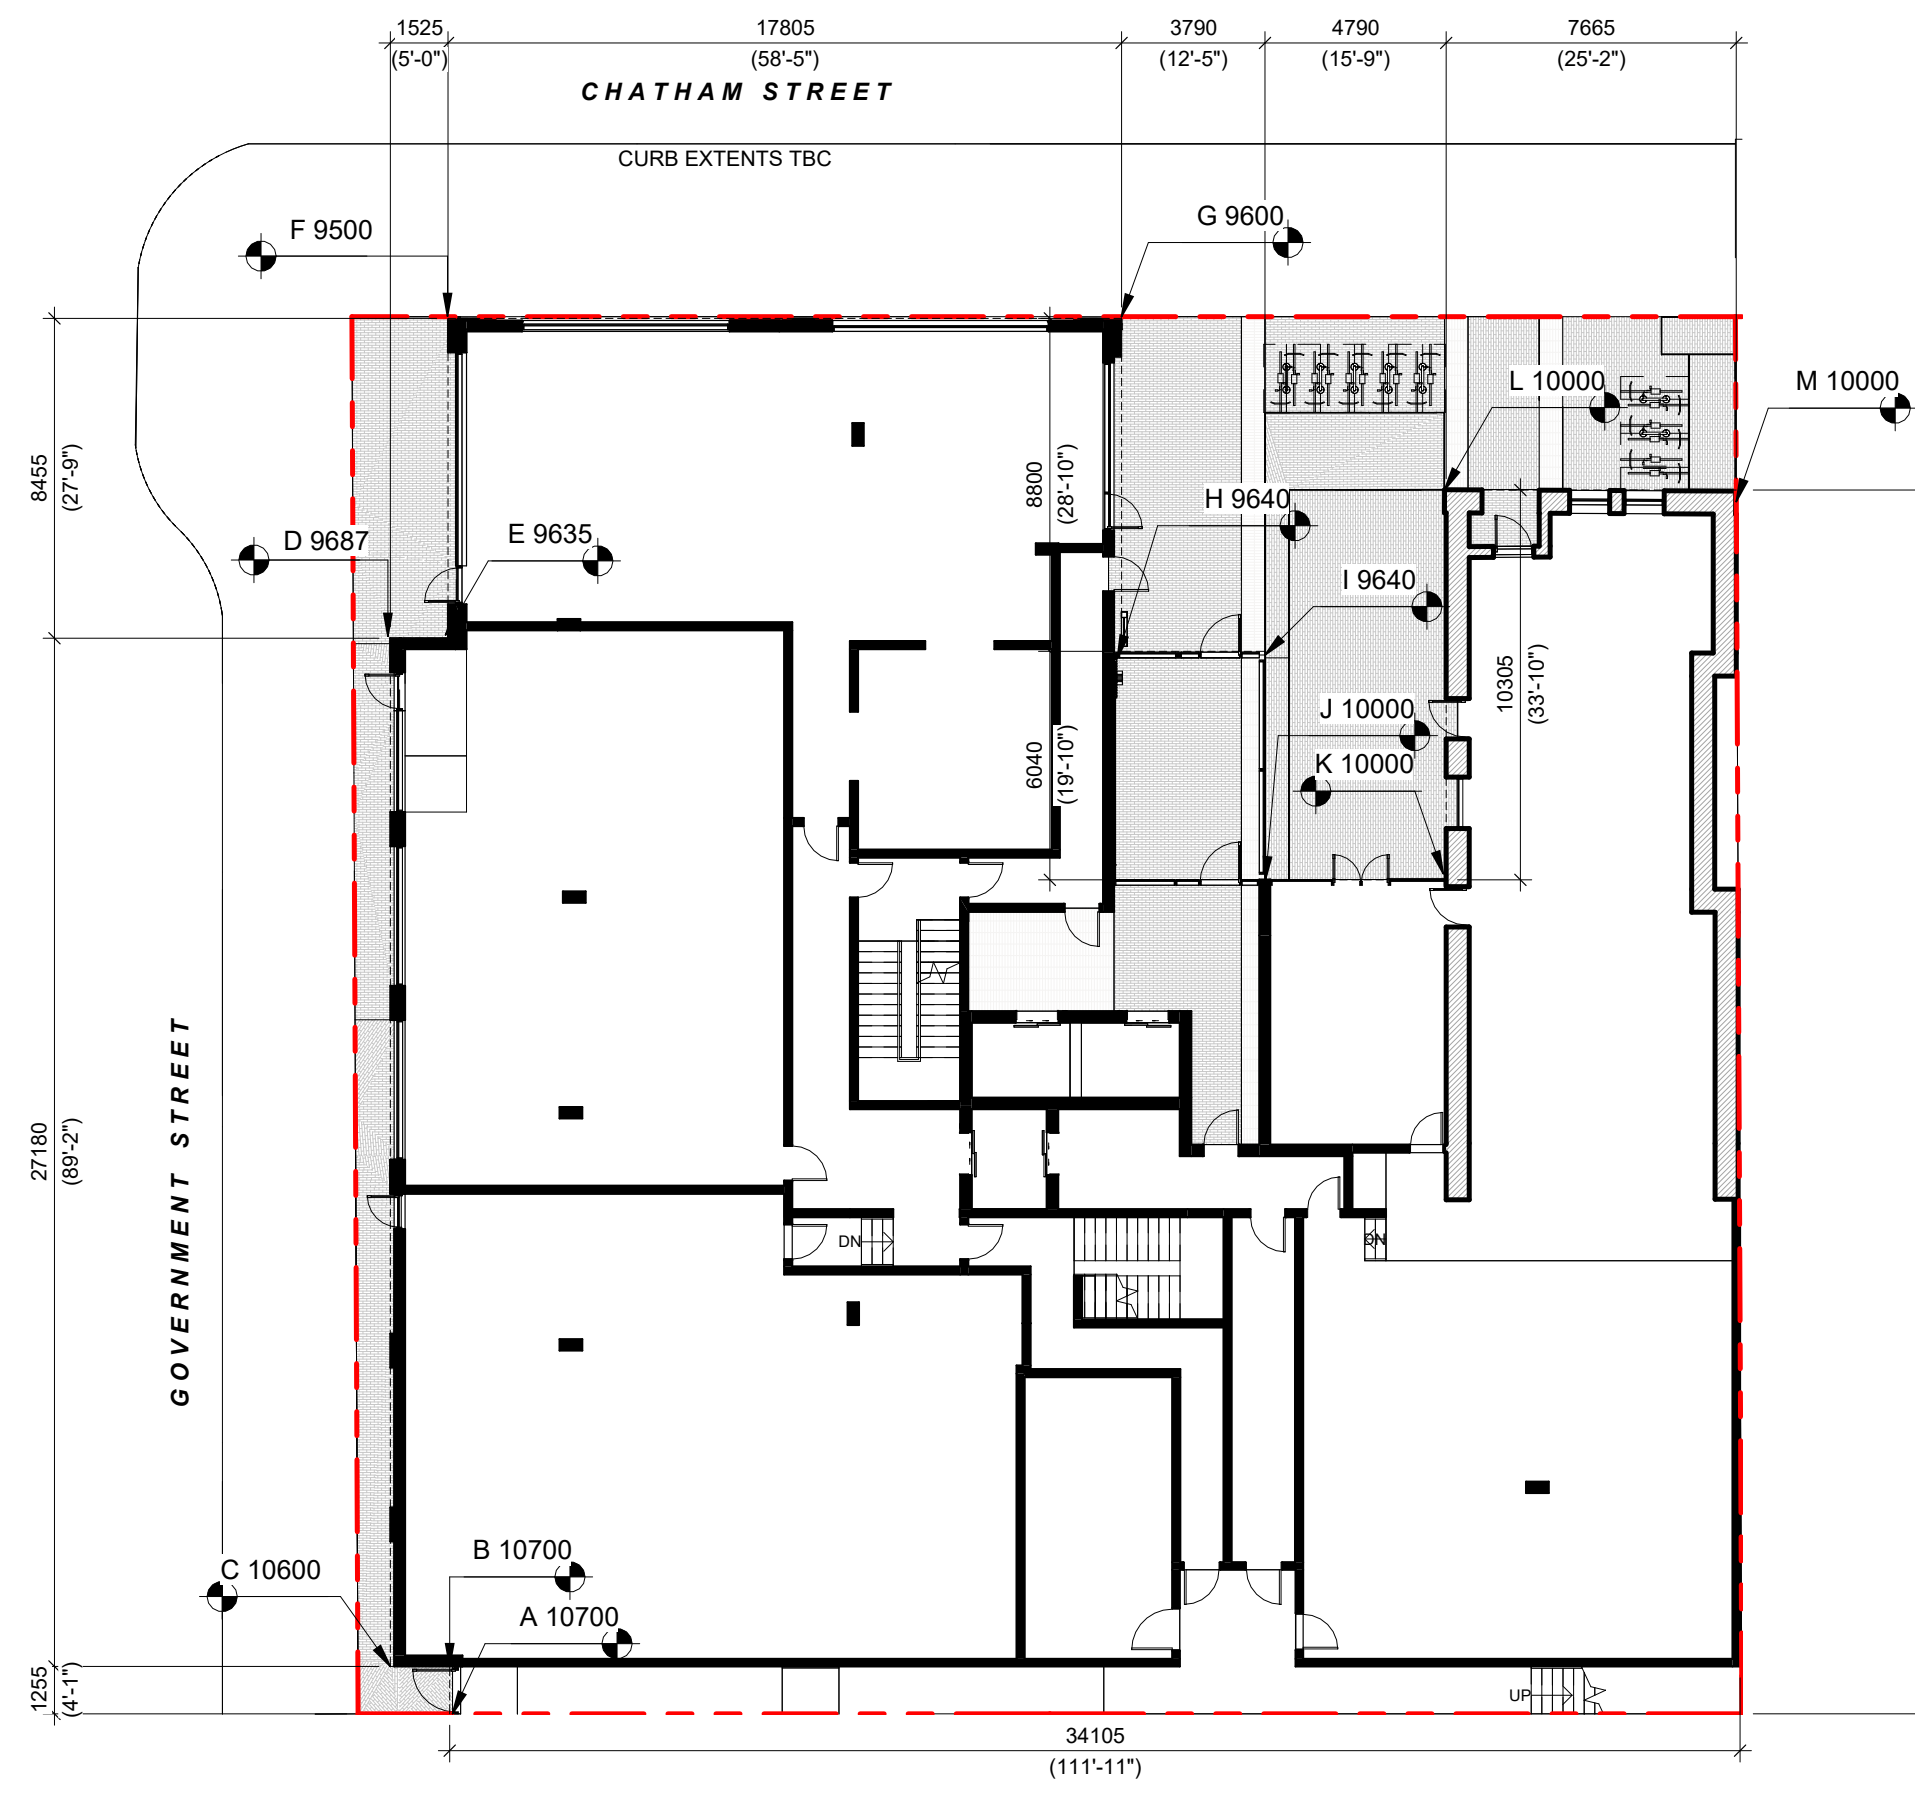 1525
(5'-0")
17805
(58'-5")
3790
(12'-5")
4790
(15'-9")
7665
(25'-2")
CHATHAM STREET
CURB EXTENTS TBC
F 9500
G 9600
L 10000
M 10000
8455
(27'-9")
8800
(28'-10")
H 9640
D 9687
E 9635
I 9640
10305
(33'-10")
J 10000
K 10000
6040
(19'-10")
GOVERNMENT STREET
27180
(89'-2")
DN
DN
B 10700
C 10600
A 10700
1255
(4'-1")
UP
34105
(111'-11")